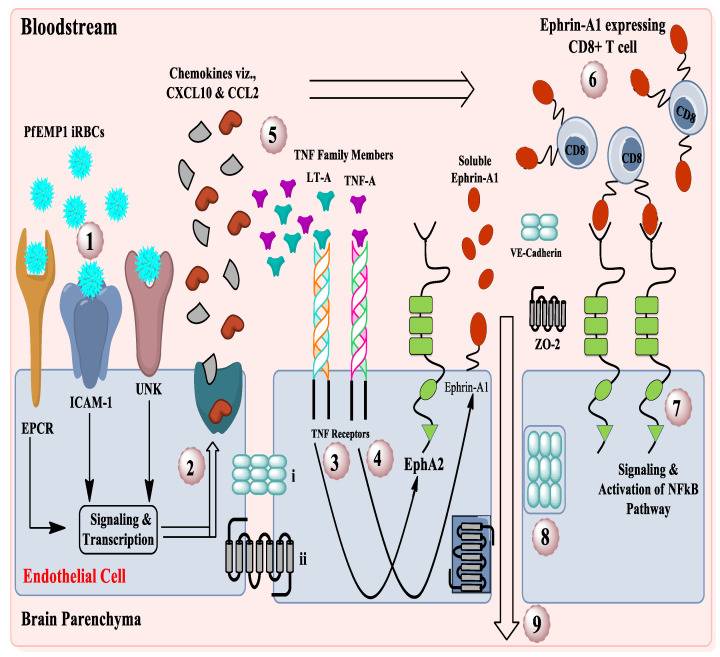 Bloodstream
Ephrin-A1 expressing
CD8+ T cell
6
Chemokines viz.,
CXCL10 & CCL2
5
PfEMP1 iRBCs
1
TNF Family Members
LT-A
TNF-A
Soluble
Ephrin-A1
CD8
CD8
CD8
VE-Cadherin
ZO-2
EPCR
ICAM-1
UNK
2
Signaling &
Transcription
Endothelial Cell
Brain Parenchyma
i
ii
TNF Receptors
3
4
EphA2
Ephrin-A1
7
Signaling &
Activation of NFkB
Pathway
8
9